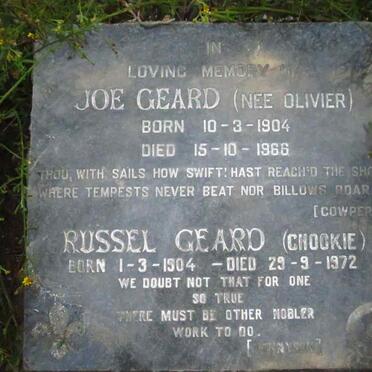 IN
LOVING MEMORY
JOE GEARD (NEE OLIVIER)
BORN 10-3-1904
DIED 15-10-1966
THOU, WITH SAILS HOW SWIFT! HAST REACH'D THE
WHERE TEMPESTS NEVER BEAT NOR BILLOWS ROAR
[COWPER
RUSSEL GEARD (CHOOKIE)
BORN 1-3-1904 - DIED 29-9-1972
WE DOUBT NOT THAT FOR ONE
SO TRUE
THERE MUST BE OTHER NOBLER
WORK TO DO.
[TENNYSON]